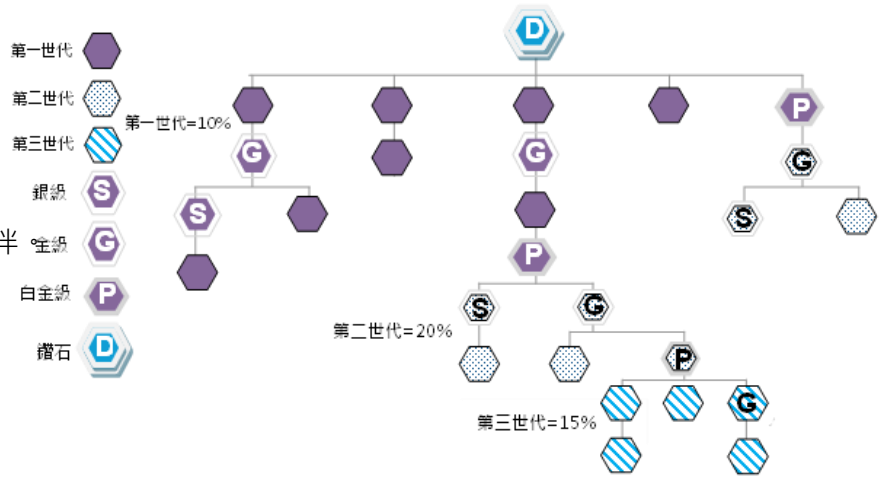 第一世代
第二世代
第三世代
銀級 S
半。金級 G
白金級 P
鑽石 D
D
第一世代=10%
P
G
G
G
S
S
P
S
G
第二世代=20%
P
第三世代=15%
G